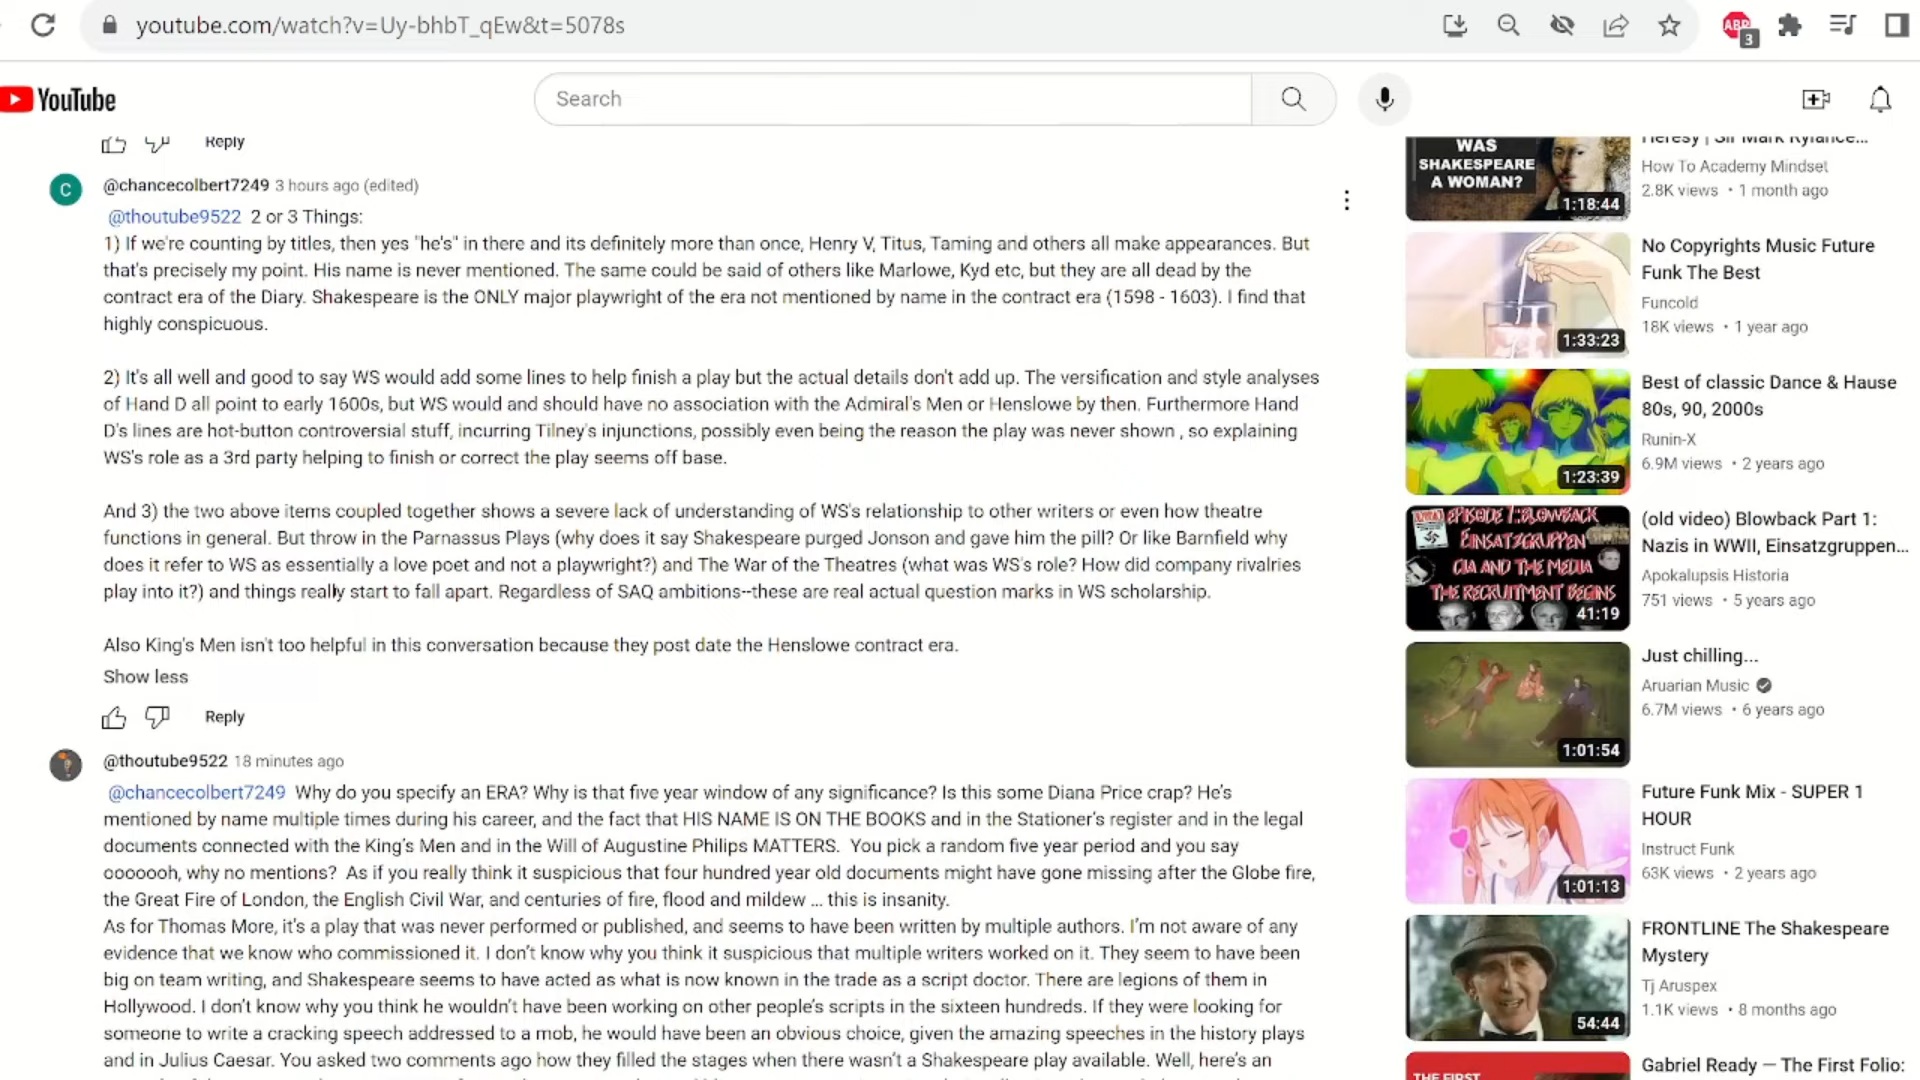 youtube.com/watch?v=Uy-bhbT_qEw&t=5078s
ABP
3
YouTube
Search
Reply
C
@chancecolbert7249 3 hours ago (edited)
@thoutube9522 2 or 3 Things:
1) If we're counting by titles, then yes "he's" in there and its definitely more than once, Henry V, Titus, Taming and others all make appearances. But
that's precisely my point. His name is never mentioned. The same could be said of others like Marlowe, Kyd etc, but they are all dead by the
contract era of the Diary. Shakespeare is the ONLY major playwright of the era not mentioned by name in the contract era (1598 - 1603). I find that
highly conspicuous.
2) It's all well and good to say WS would add some lines to help finish a play but the actual details don't add up. The versification and style analyses
of Hand D all point to early 1600s, but WS would and should have no association with the Admiral's Men or Henslowe by then. Furthermore Hand
D's lines are hot-button controversial stuff, incurring Tilney's injunctions, possibly even being the reason the play was never shown , so explaining
WS's role as a 3rd party helping to finish or correct the play seems off base.
And 3) the two above items coupled together shows a severe lack of understanding of WS's relationship to other writers or even how theatre
functions in general. But throw in the Parnassus Plays (why does it say Shakespeare purged Jonson and gave him the pill? Or like Barnfield why
does it refer to WS as essentially a love poet and not a playwright?) and The War of the Theatres (what was WS's role? How did company rivalries
play into it?) and things really start to fall apart. Regardless of SAQ ambitions--these are real actual question marks in WS scholarship.
Also King's Men isn't too helpful in this conversation because they post date the Henslowe contract era.
Show less
Reply
@thoutube9522 18 minutes ago
@chancecolbert7249 Why do you specify an ERA? Why is that five year window of any significance? Is this some Diana Price crap? He's
mentioned by name multiple times during his career, and the fact that HIS NAME IS ON THE BOOKS and in the Stationer's register and in the legal
documents connected with the King's Men and in the Will of Augustine Philips MATTERS. You pick a random five year period and you say
ooooooh, why no mentions? As if you really think it suspicious that four hundred year old documents might have gone missing after the Globe fire,
the Great Fire of London, the English Civil War, and centuries of fire, flood and mildew ... this is insanity.
As for Thomas More, it's a play that was never performed or published, and seems to have been written by multiple authors. I'm not aware of any
evidence that we know who commissioned it. I don't know why you think it suspicious that multiple writers worked on it. They seem to have been
big on team writing, and Shakespeare seems to have acted as what is now known in the trade as a script doctor. There are legions of them in
Hollywood. I don't know why you think he wouldn't have been working on other people's scripts in the sixteen hundreds. If they were looking for
someone to write a cracking speech addressed to a mob, he would have been an obvious choice, given the amazing speeches in the history plays
and in Julius Caesar. You asked two comments ago how they filled the stages when there wasn't a Shakespeare play available. Well, here's an
WAS
SHAKESPEARE
A WOMAN?
1:18:44
Heresy | Sir Mark Rylance...
How To Academy Mindset
2.8K views • 1 month ago
1:33:23
No Copyrights Music Future
Funk The Best
Funcold
18K views • 1 year ago
1:23:39
Best of classic Dance & Hause
80s, 90, 2000s
Runin-X
6.9M views • 2 years ago
EPISODE 1: BLOWBACK
EINSATZGRUPPEN
CIA AND THE MEDIA
THE RECRUITMENT BEGINS
41:19
(old video) Blowback Part 1:
Nazis in WWII, Einsatzgruppen...
Apokalupsis Historia
751 views • 5 years ago
1:01:54
Just chilling...
Aruarian Music
6.7M views • 6 years ago
1:01:13
Future Funk Mix - SUPER 1
HOUR
Instruct Funk
63K views • 2 years ago
54:44
FRONTLINE The Shakespeare
Mystery
Tj Aruspex
1.1K views • 8 months ago
THE FIRST
Gabriel Ready — The First Folio: